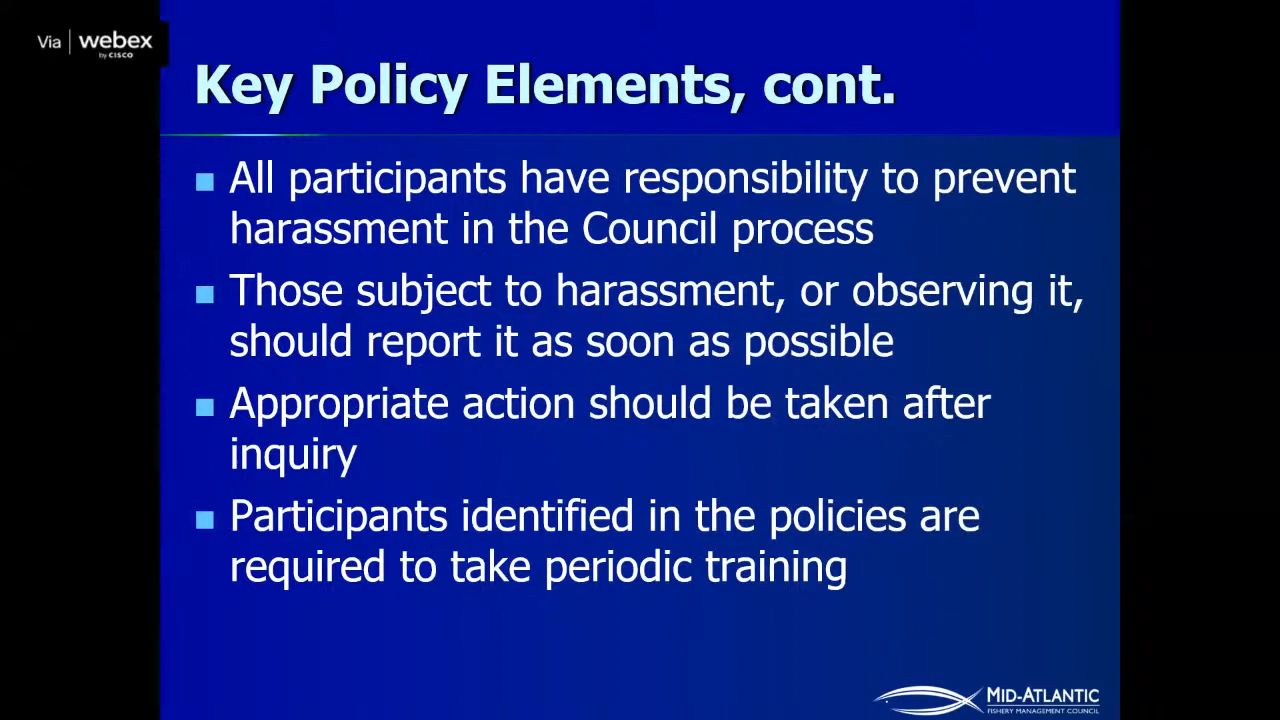 Via | webex
by CISCO
Key Policy Elements, cont.
All participants have responsibility to prevent
harassment in the Council process
Those subject to harassment, or observing it,
should report it as soon as possible
Appropriate action should be taken after
inquiry
Participants identified in the policies are
required to take periodic training
MID-ATLANTIC
FISHERY MANAGEMENT COUNCIL